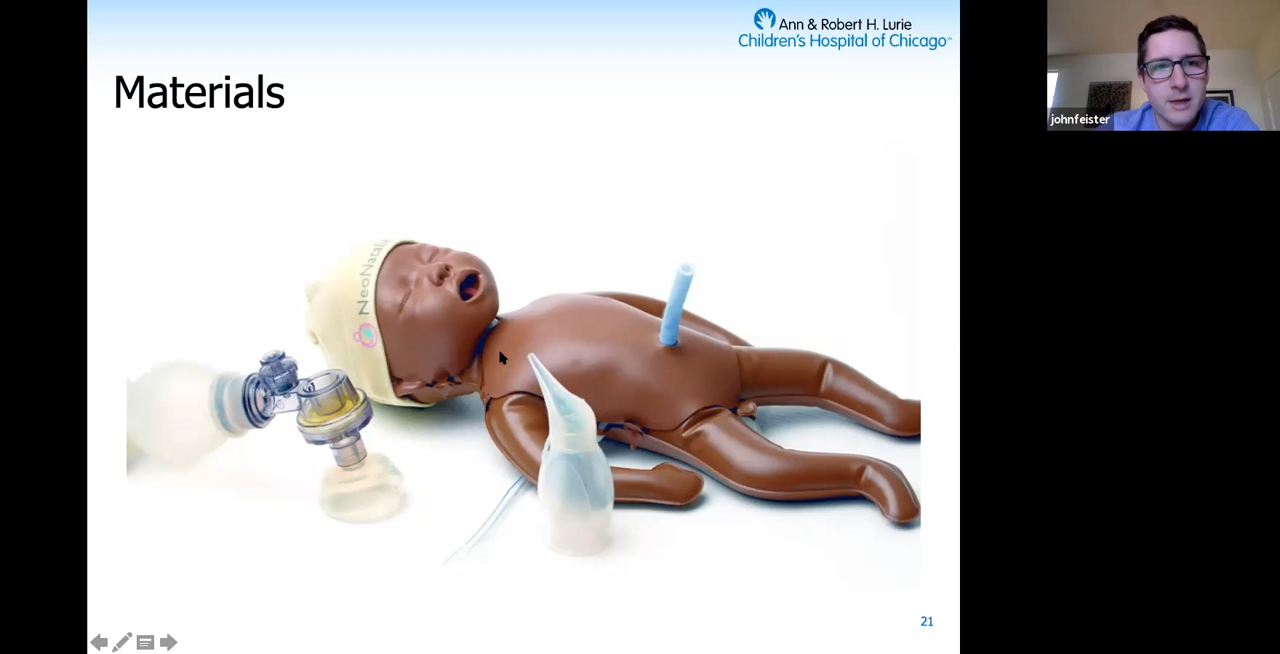 Ann & Robert H. Lurie
Children's Hospital of Chicago
Materials
NeoNatalie
johnfeister
21